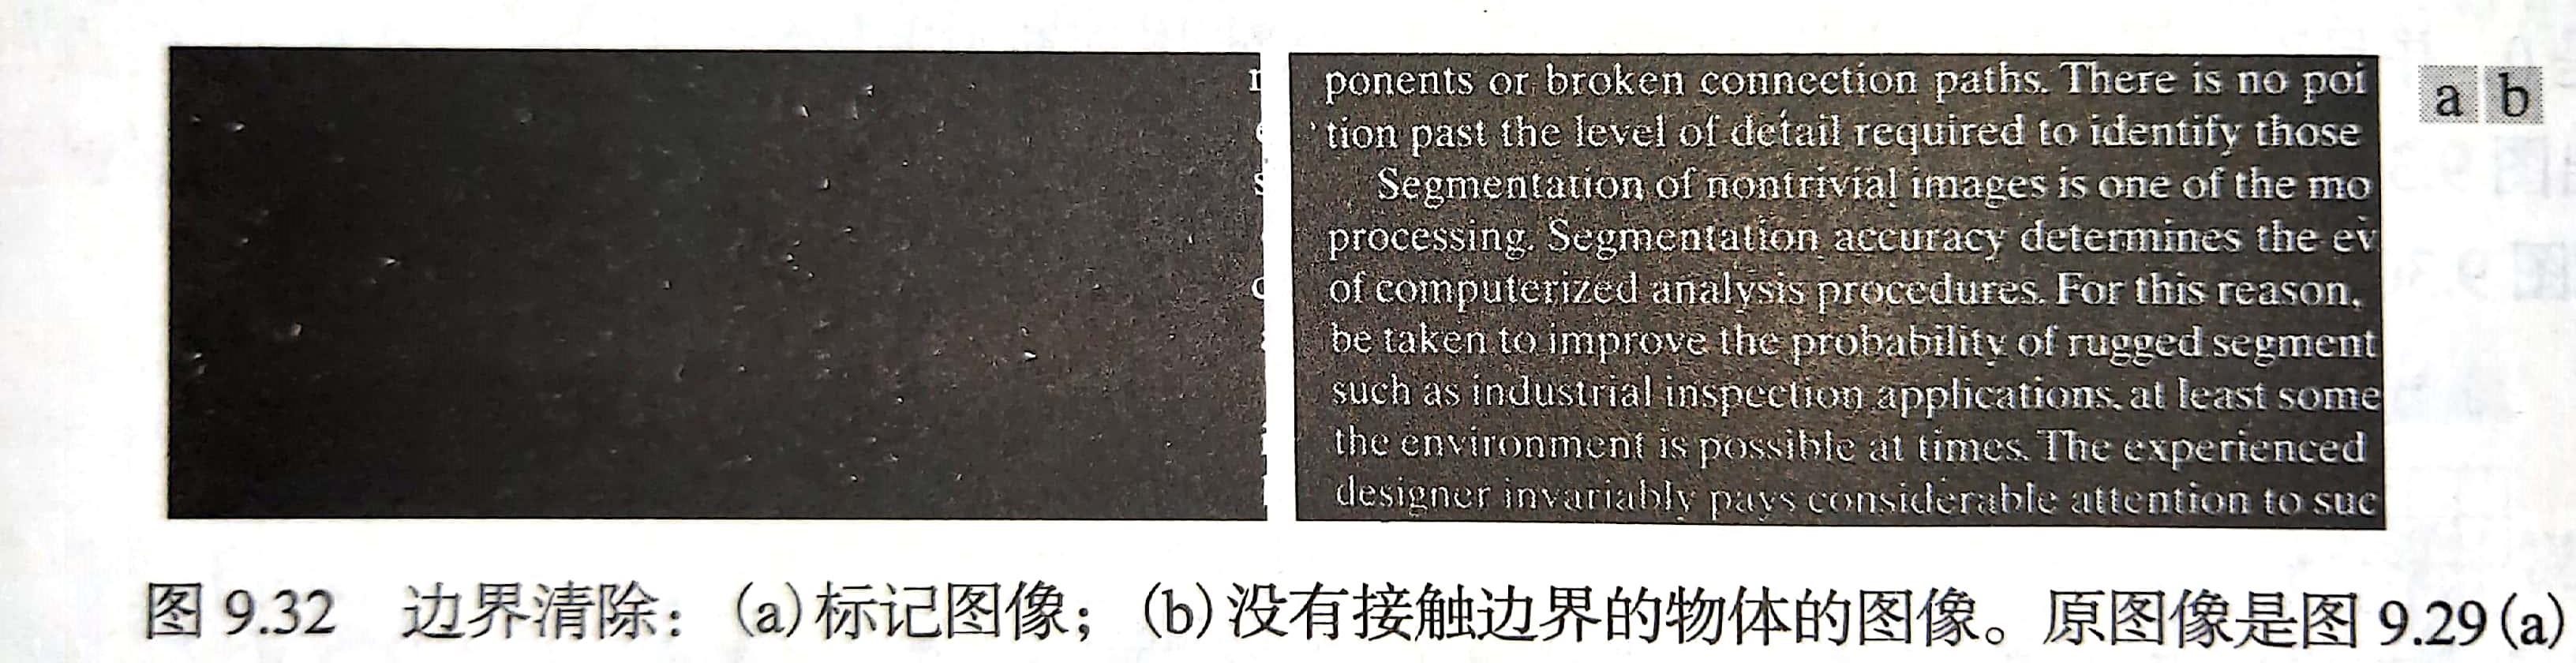 ponents or broken connection paths. There is no poi
tion past the level of detail required to identify those
Segmentation of nontrivial images is one of the mo
processing. Segmentation accuracy determines the ev
of computerized analysis procedures. For this reason,
be taken to improve the probability of rugged segment
such as industrial inspection applications, at least some
the environment is possible at times. The experienced
designer invariably pays considerable attention to suc
a b
图 9.32 边界清除：(a)标记图像；(b)没有接触边界的物体的图像。原图像是图 9.29(a)